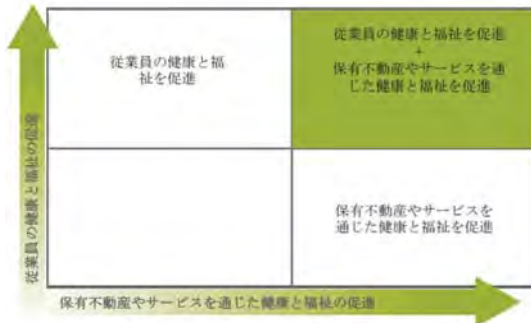 従業員の健康と福
祉を促進
従業員の健康と福祉を促進
+
保有不動産やサービスを通
じた健康と福祉を促進
保有不動産やサービスを
通じた健康と福祉を促進
従業員の健康と福祉の促進
保有不動産やサービスを通じた健康と福祉の促進